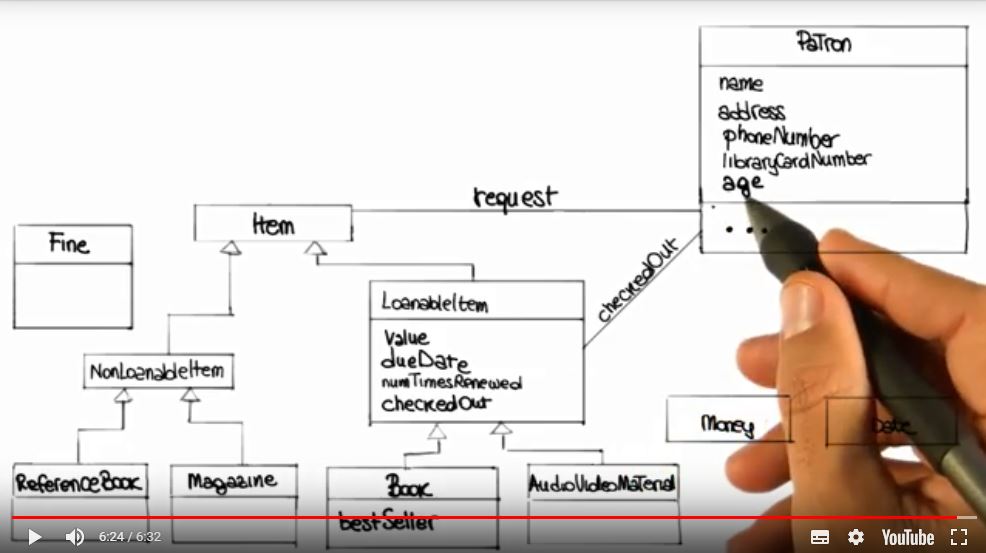 Patron
name
address
phoneNumber
libraryCardNumber
age
...
request
Item
Fine
checkedOut
LoanableItem
value
dueDate
numTimesRenewed
checkedOut
NonLoanableItem
Money
Date
ReferenceBook
Magazine
Book
AudioVideoMaterial
bestSeller
6:24 / 6:32
YouTube